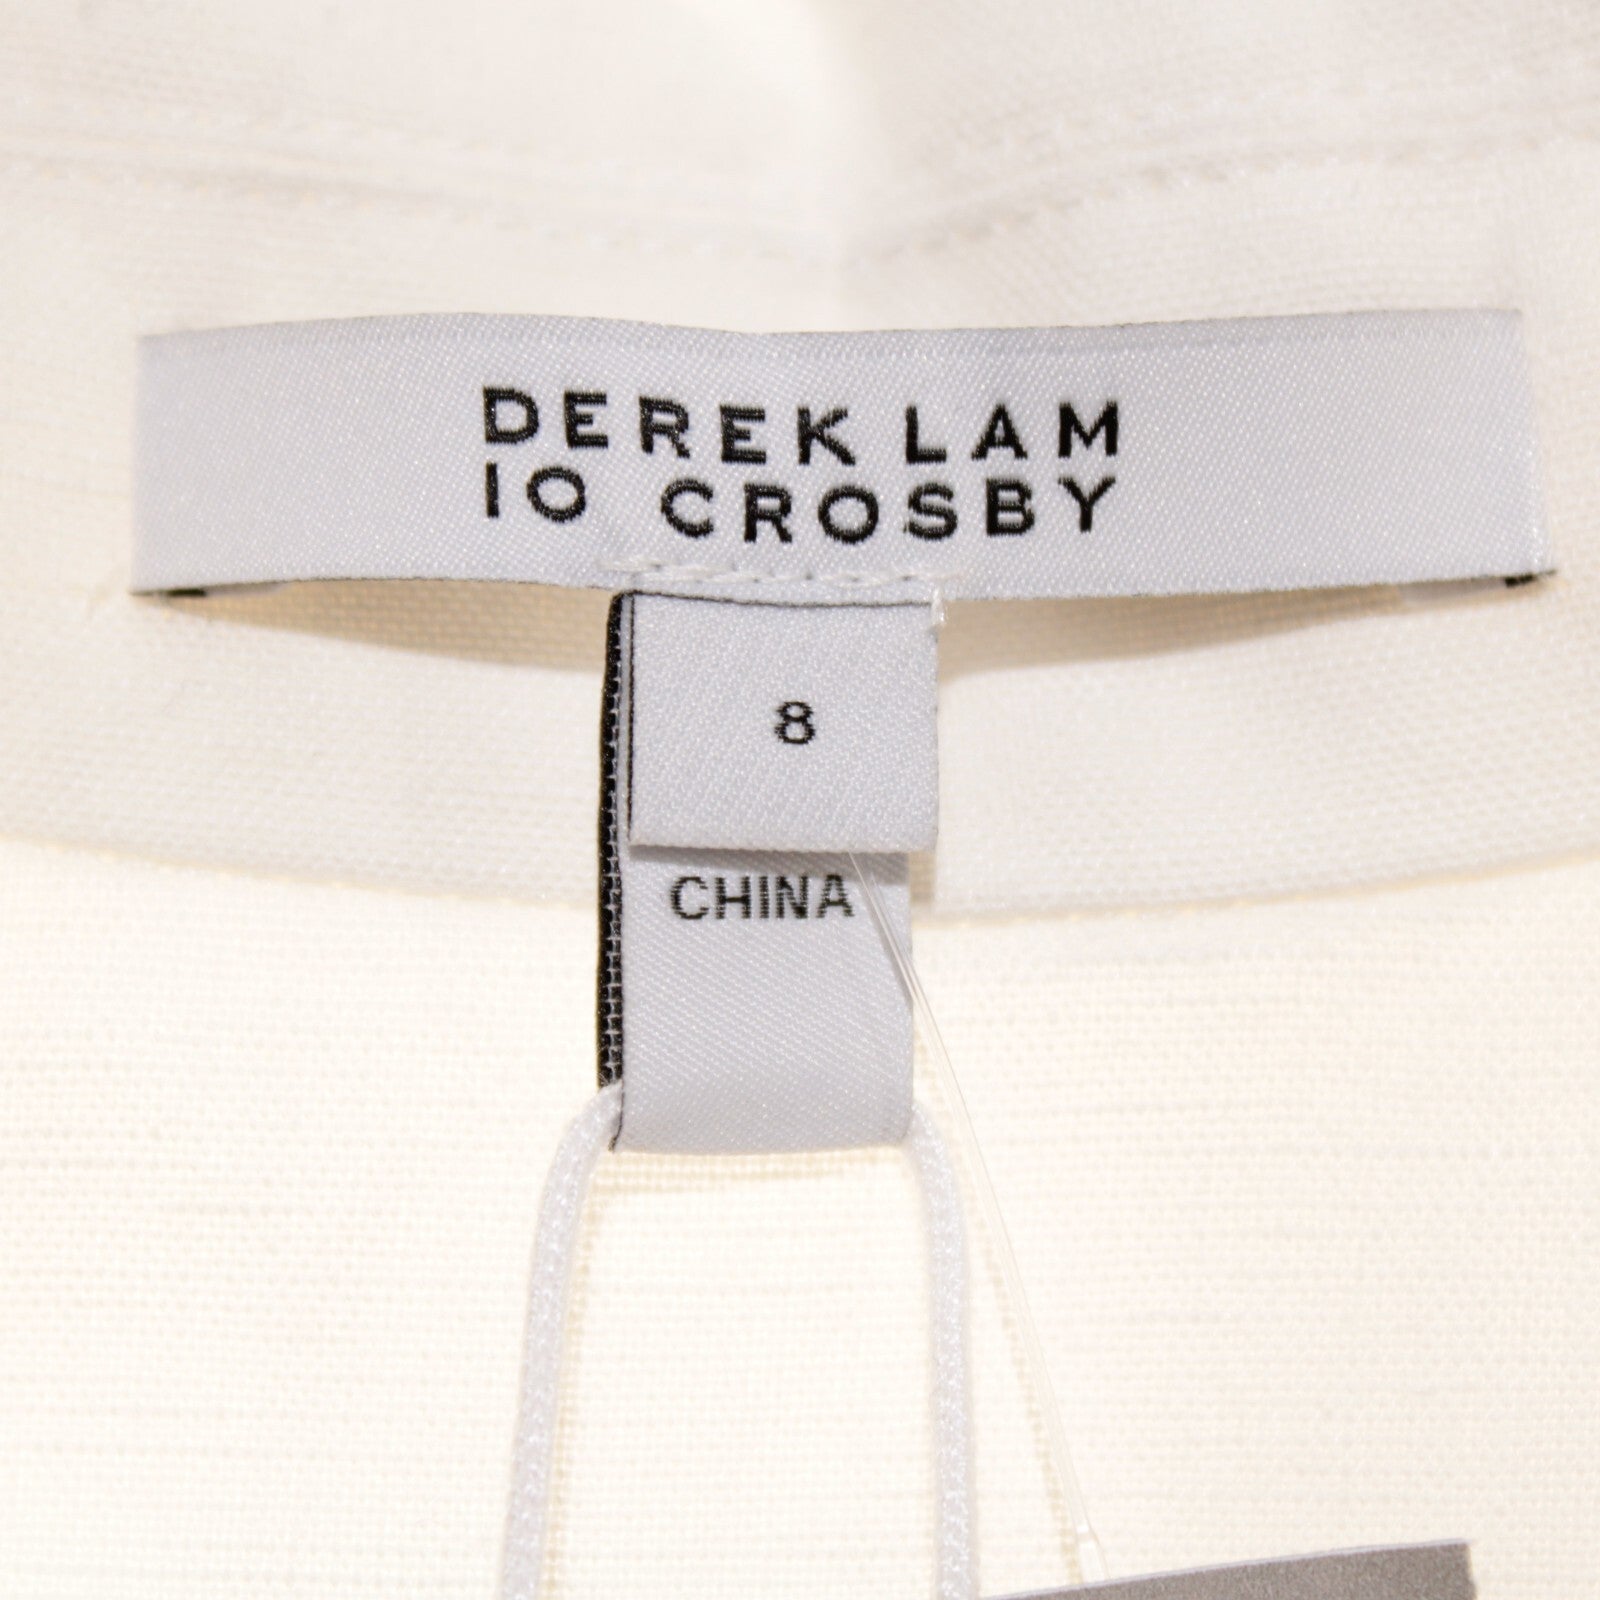 DEREK LAM
10 CROSBY
8
CHINA